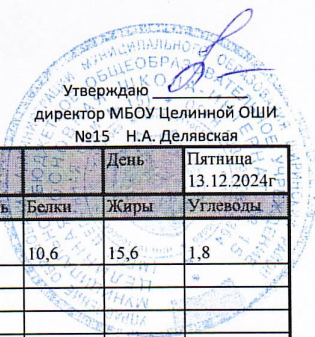 Утверждаю
директор МБОУ Целинной ОШИ
№15 Н.А. Делявская
День Пятница
13.12.2024г
ь Белки Жиры Углеводы
10,6 15,6 1,8